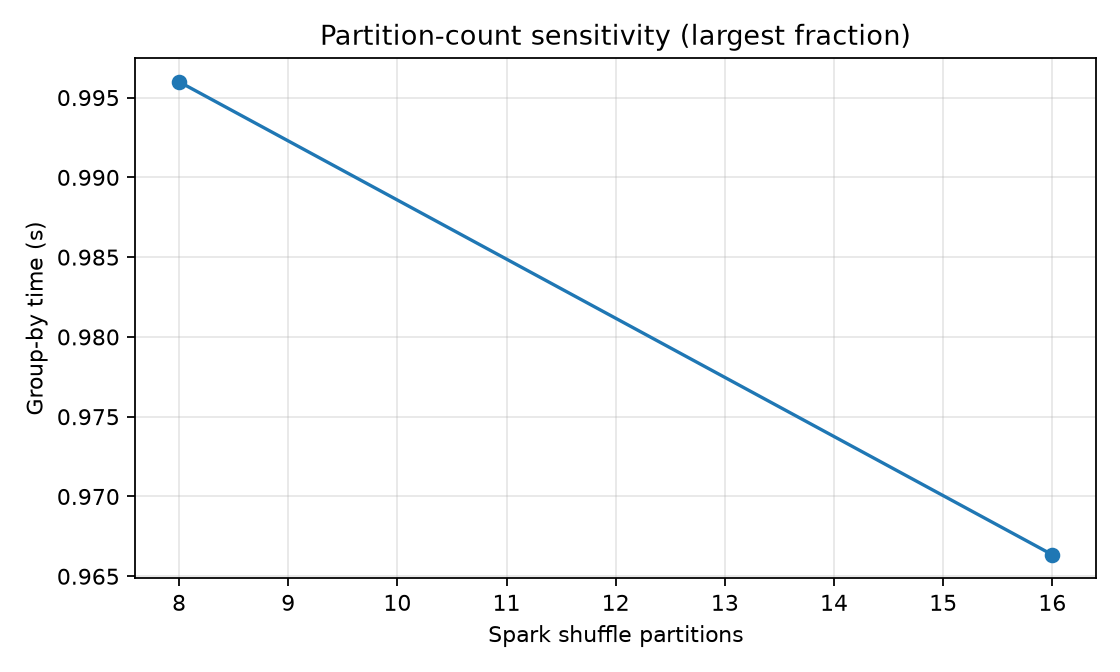 Partition-count sensitivity (largest fraction)
Group-by time (s)
0.995
0.990
0.985
0.980
0.975
0.970
0.965
8 9 10 11 12 13 14 15 16
Spark shuffle partitions